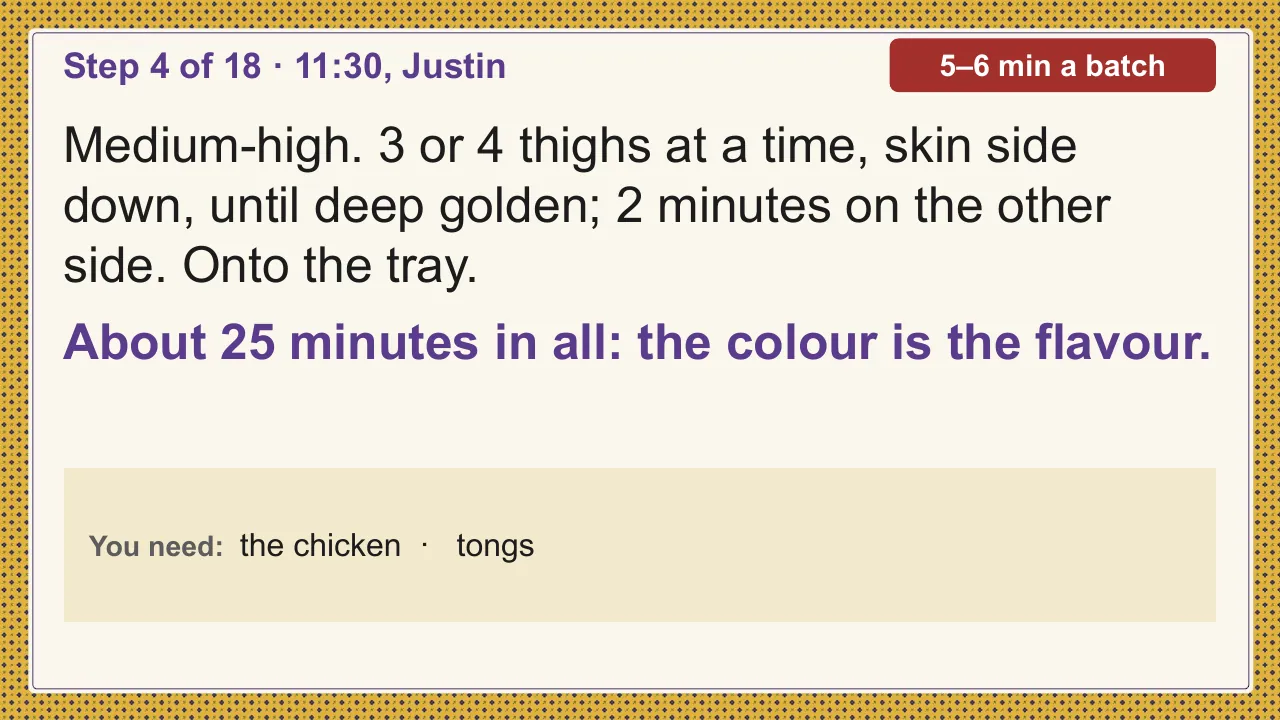 Step 4 of 18 · 11:30, Justin
5–6 min a batch
Medium-high. 3 or 4 thighs at a time, skin side
down, until deep golden; 2 minutes on the other
side. Onto the tray.
About 25 minutes in all: the colour is the flavour.
You need: the chicken · tongs